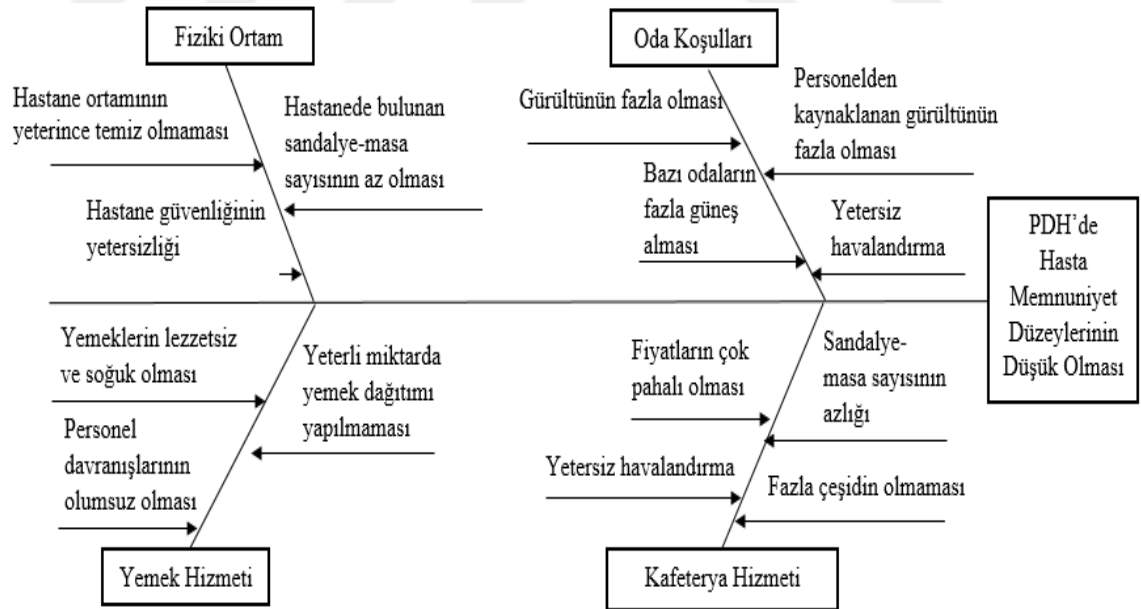 Fiziki Ortam
Hastane ortamının
yeterince temiz olmaması
Hastanede bulunan
sandalye-masa
sayısının az olması
Hastane güvenliğinin
yetersizliği
Oda Koşulları
Gürültünün fazla olması
Personelden
kaynaklanan gürültünün
fazla olması
Bazı odaların
fazla güneş
alması
Yetersiz
havalandırma
PDH’de
Hasta
Memnuniyet
Düzeylerinin
Düşük Olması
Yemeklerin lezzetsiz
ve soğuk olması
Yeterli miktarda
yemek dağıtımı
yapılmaması
Personel
davranışlarının
olumsuz olması
Yemek Hizmeti
Fiyatların çok
pahalı olması
Sandalye-
masa sayısının
azlığı
Yetersiz havalandırma
Fazla çeşidin olmaması
Kafeterya Hizmeti